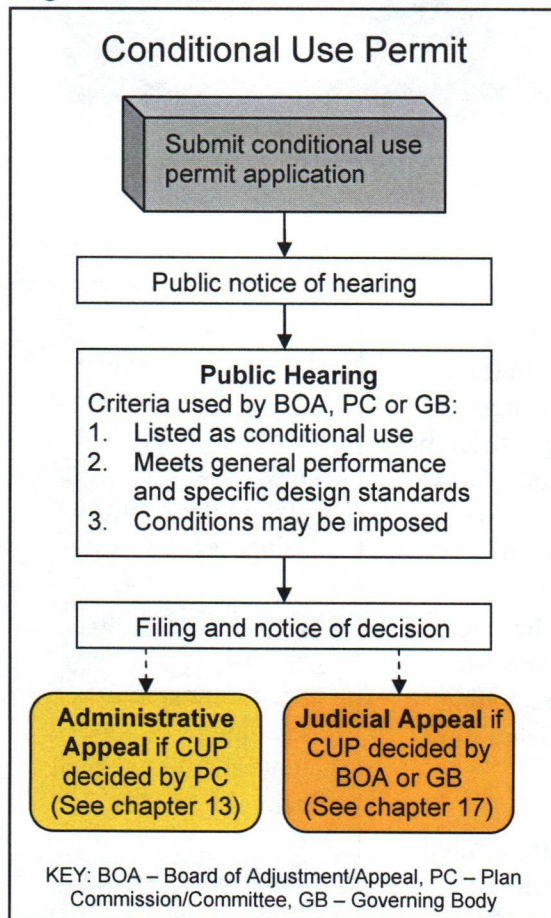 Conditional Use Permit
Submit conditional use
permit application
Public notice of hearing
Public Hearing
Criteria used by BOA, PC or GB:
1. Listed as conditional use
2. Meets general performance
and specific design standards
3. Conditions may be imposed
Filing and notice of decision
Administrative
Appeal if CUP
decided by PC
(See chapter 13)
Judicial Appeal if
CUP decided by
BOA or GB
(See chapter 17)
KEY: BOA – Board of Adjustment/Appeal, PC – Plan
Commission/Committee, GB – Governing Body